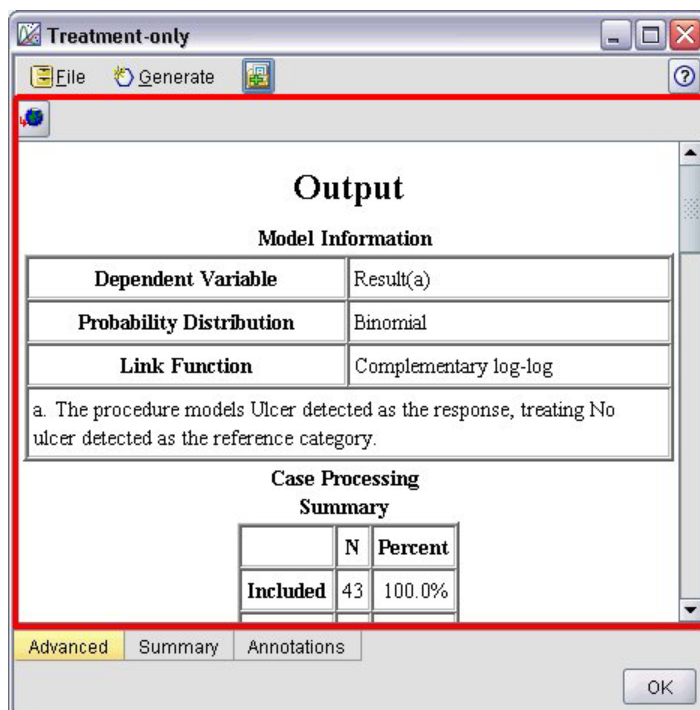 Treatment-only
File Generate
Output
Model Information
Dependent Variable Result(a)
Probability Distribution Binomial
Link Function Complementary log-log
a. The procedure models Ulcer detected as the response, treating No
ulcer detected as the reference category.
Case Processing
Summary
N Percent
Included 43 100.0%
Advanced Summary Annotations
OK